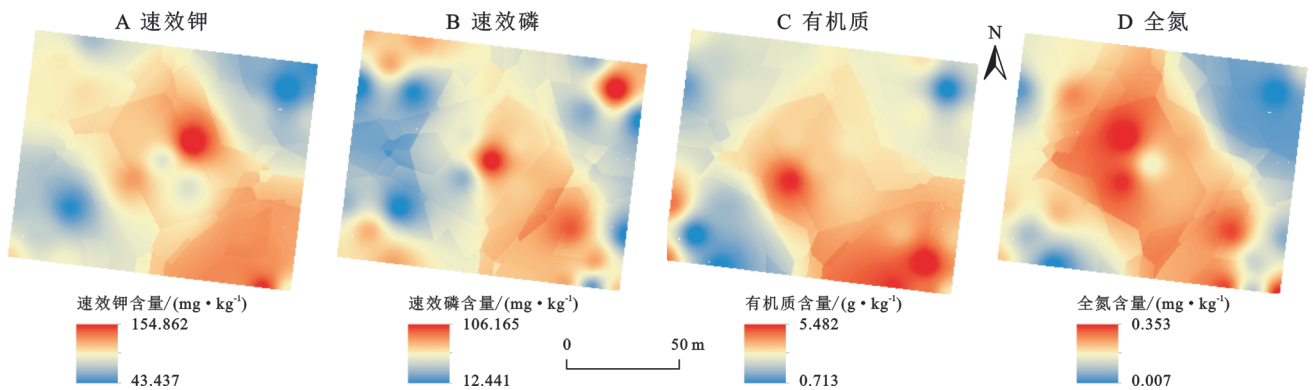 A 速效钾
B 速效磷
C 有机质
D 全氮
N
速效钾含量/(mg·kg⁻¹)
154.862
43.437
速效磷含量/(mg·kg⁻¹)
106.165
12.441
0 50 m
有机质含量/(g·kg⁻¹)
5.482
0.713
全氮含量/(mg·kg⁻¹)
0.353
0.007